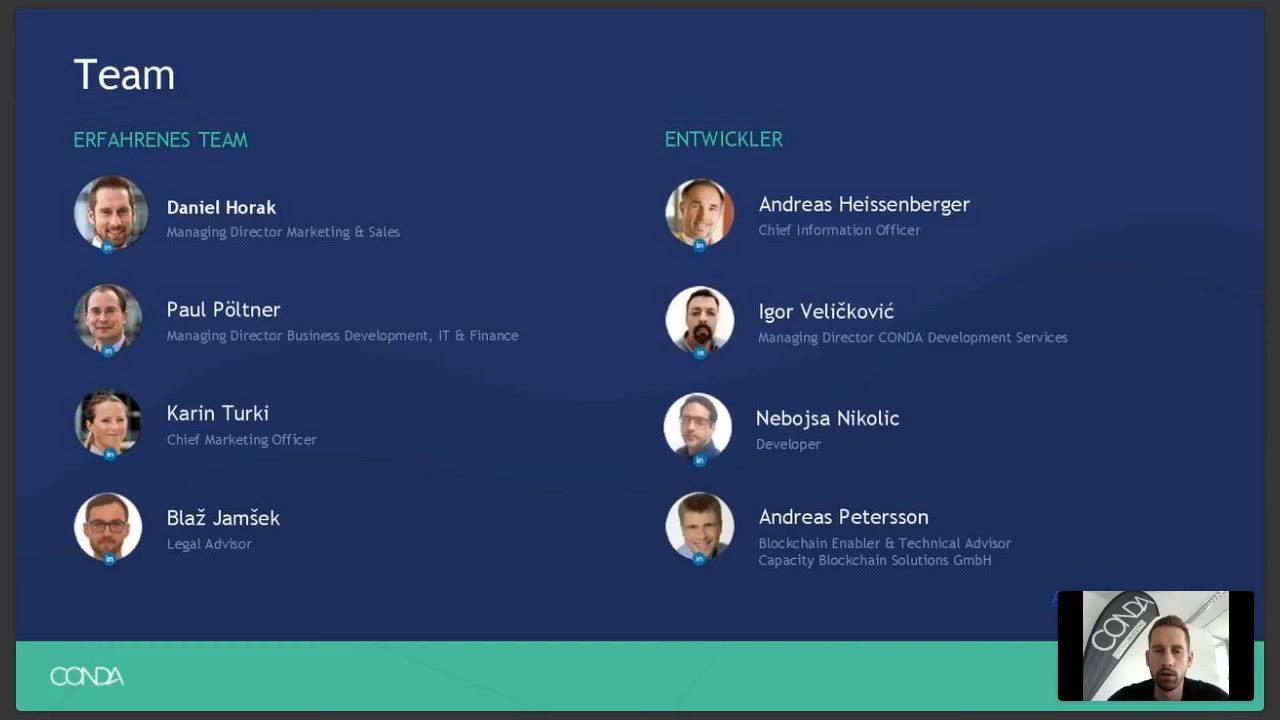 Team
ERFAHRENES TEAM
Daniel Horak
Managing Director Marketing & Sales
Paul Pöltner
Managing Director Business Development, IT & Finance
Karin Turki
Chief Marketing Officer
Blaž Jamšek
Legal Advisor
ENTWICKLER
Andreas Heissenberger
Chief Information Officer
Igor Veličković
Managing Director CONDA Development Services
Nebojsa Nikolic
Developer
Andreas Petersson
Blockchain Enabler & Technical Advisor
Capacity Blockchain Solutions GmbH
CONDA
CONDA